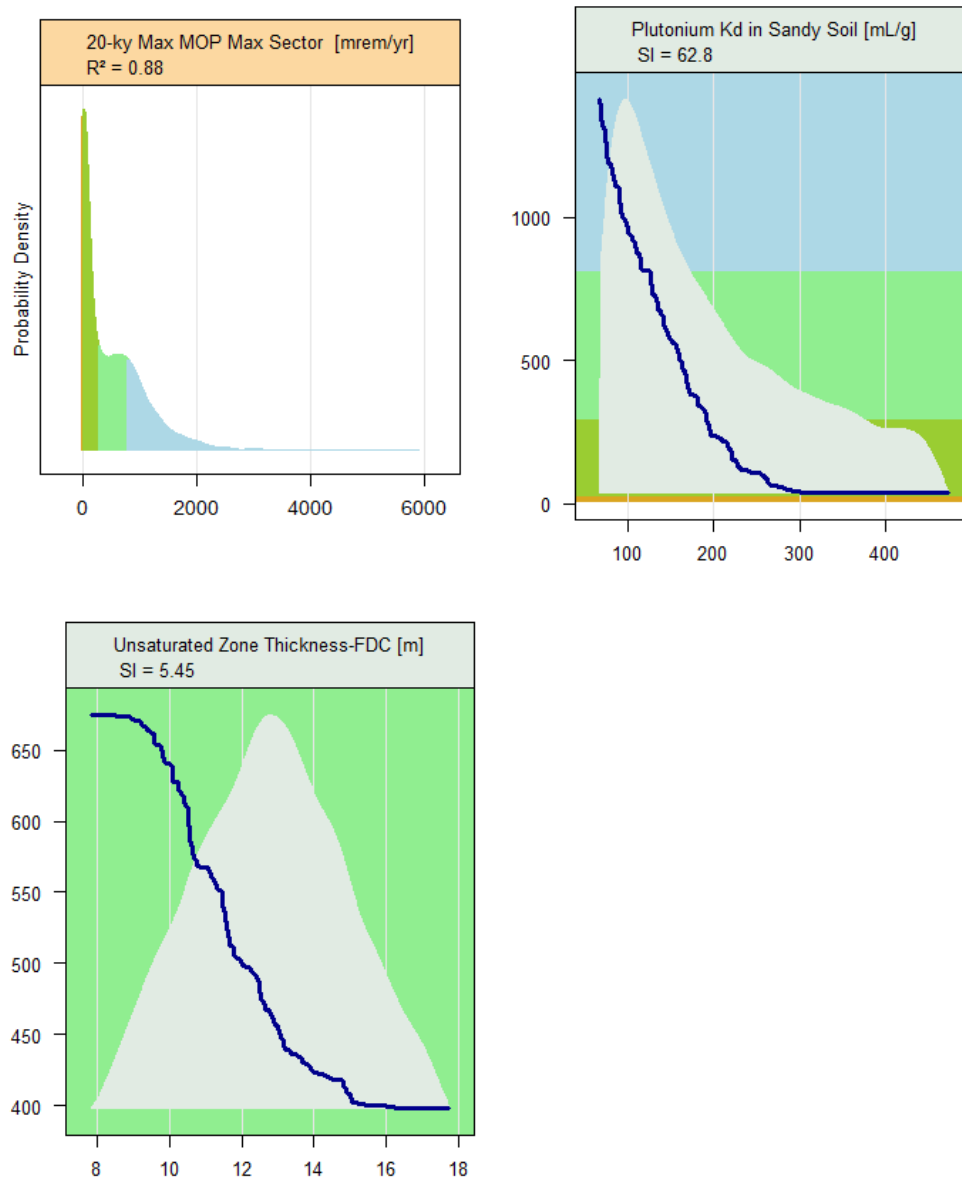 20-ky Max MOP Max Sector [mrem/yr]
R² = 0.88
Probability Density
0 2000 4000 6000
Plutonium Kd in Sandy Soil [mL/g]
SI = 62.8
1000
500
0
100 200 300 400
Unsaturated Zone Thickness-FDC [m]
SI = 5.45
650
600
550
500
450
400
8 10 12 14 16 18